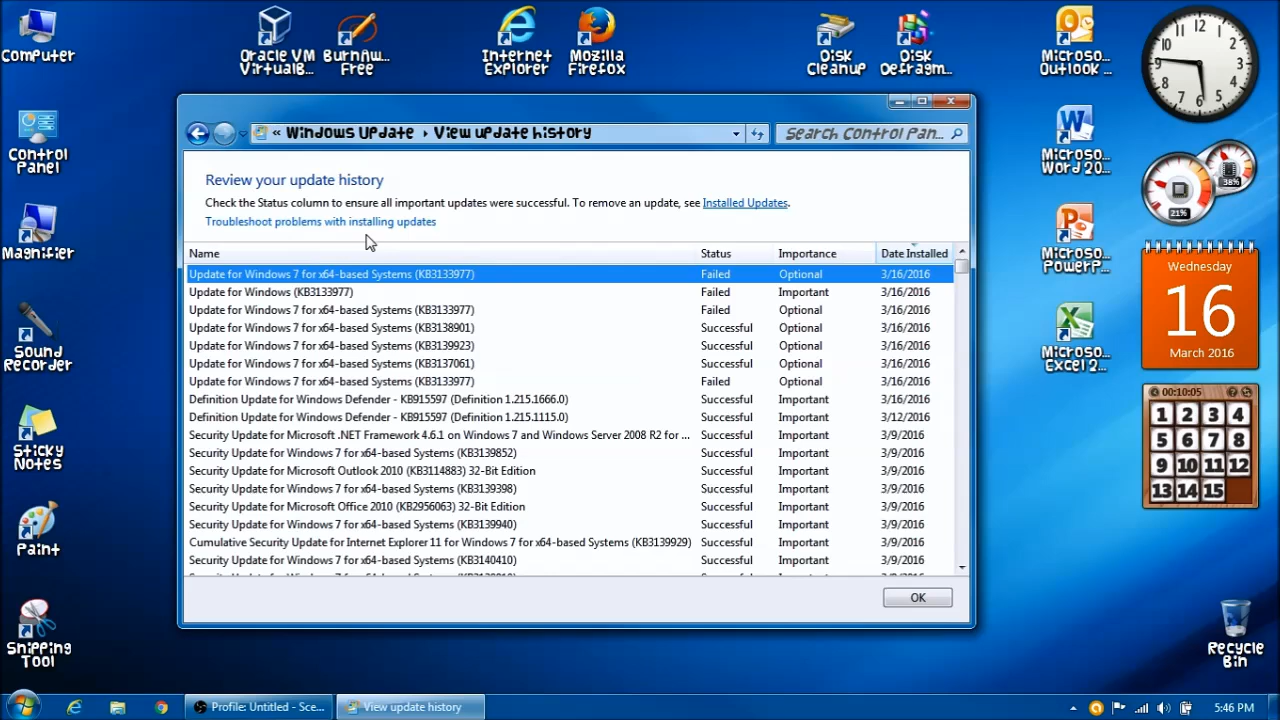 Computer
Oracle VM
VirtualB...
BurnAw...
Free
Internet
Explorer
Mozilla
Firefox
Disk
Cleanup
Disk
Defragm...
Microso...
Outlook ...
12
1
2
3
4
5
6
7
8
9
10
11
« Windows Update › View update history
Search Control Pan...
Control
Panel
Review your update history
Check the Status column to ensure all important updates were successful. To remove an update, see Installed Updates.
Troubleshoot problems with installing updates
Microso...
Word 20...
38%
21%
Name Status Importance Date Installed
Update for Windows 7 for x64-based Systems (KB3133977) Failed Optional 3/16/2016
Update for Windows (KB3133977) Failed Important 3/16/2016
Update for Windows 7 for x64-based Systems (KB3133977) Failed Optional 3/16/2016
Update for Windows 7 for x64-based Systems (KB3138901) Successful Optional 3/16/2016
Update for Windows 7 for x64-based Systems (KB3139923) Successful Optional 3/16/2016
Update for Windows 7 for x64-based Systems (KB3137061) Successful Optional 3/16/2016
Update for Windows 7 for x64-based Systems (KB3133977) Failed Optional 3/16/2016
Definition Update for Windows Defender - KB915597 (Definition 1.215.1666.0) Successful Important 3/16/2016
Definition Update for Windows Defender - KB915597 (Definition 1.215.1115.0) Successful Important 3/12/2016
Security Update for Microsoft .NET Framework 4.6.1 on Windows 7 and Windows Server 2008 R2 for ... Successful Important 3/9/2016
Security Update for Windows 7 for x64-based Systems (KB3139852) Successful Important 3/9/2016
Security Update for Microsoft Outlook 2010 (KB3114883) 32-Bit Edition Successful Important 3/9/2016
Security Update for Windows 7 for x64-based Systems (KB3139398) Successful Important 3/9/2016
Security Update for Microsoft Office 2010 (KB2956063) 32-Bit Edition Successful Important 3/9/2016
Security Update for Windows 7 for x64-based Systems (KB3139940) Successful Important 3/9/2016
Cumulative Security Update for Internet Explorer 11 for Windows 7 for x64-based Systems (KB3139929) Successful Important 3/9/2016
Security Update for Windows 7 for x64-based Systems (KB3140410) Successful Important 3/9/2016
OK
Magnifier
Sound
Recorder
Sticky
Notes
Paint
Snipping
Tool
Microso...
PowerP...
Microso...
Excel 2...
Wednesday
16
March 2016
00:10:05
1 2 3 4
5 6 7 8
9 10 11 12
13 14 15
Recycle
Bin
Profile: Untitled - Sce...
View update history
5:46 PM